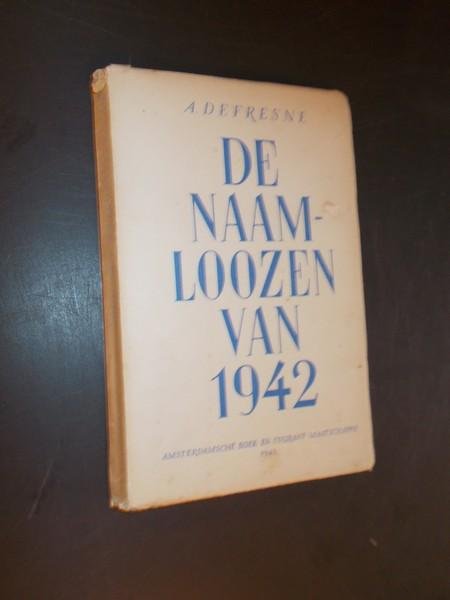 A. DEFRESNE
DE
NAAM-
LOOZEN
VAN
1942
AMSTERDAMSCHE BOEK EN COURANT MAATSCHAPPIJ